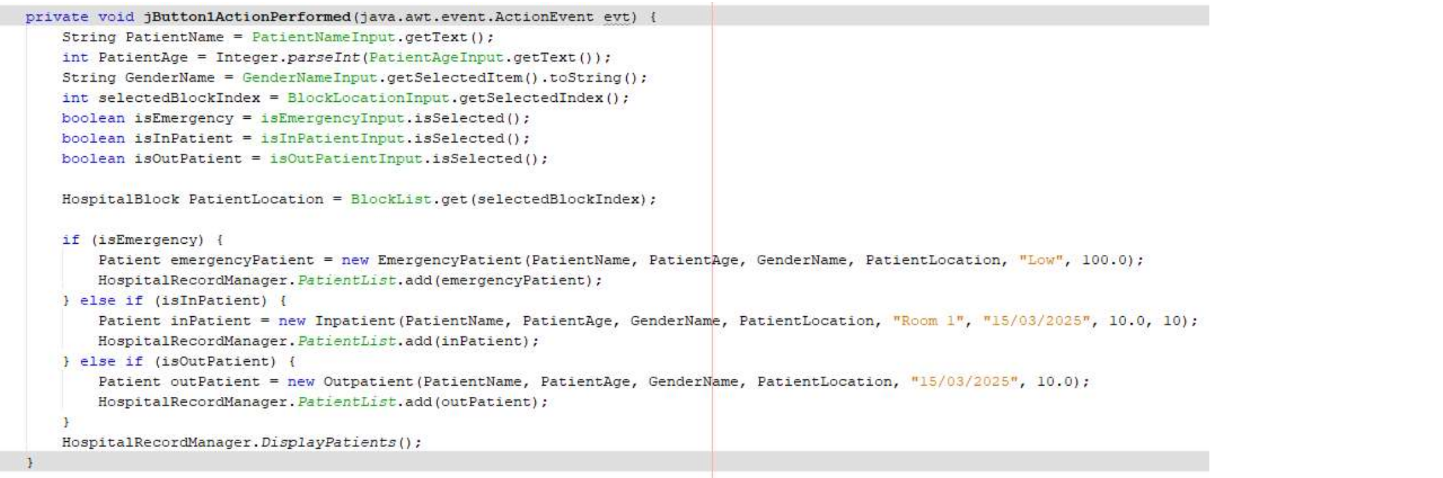 private void jButton1ActionPerformed(java.awt.event.ActionEvent evt) {
    String PatientName = PatientNameInput.getText();
    int PatientAge = Integer.parseInt(PatientAgeInput.getText());
    String GenderName = GenderNameInput.getSelectedItem().toString();
    int selectedBlockIndex = BlockLocationInput.getSelectedIndex();
    boolean isEmergency = isEmergencyInput.isSelected();
    boolean isInPatient = isInPatientInput.isSelected();
    boolean isOutPatient = isOutPatientInput.isSelected();

    HospitalBlock PatientLocation = BlockList.get(selectedBlockIndex);

    if (isEmergency) {
        Patient emergencyPatient = new EmergencyPatient(PatientName, PatientAge, GenderName, PatientLocation, "Low", 100.0);
        HospitalRecordManager.PatientList.add(emergencyPatient);
    } else if (isInPatient) {
        Patient inPatient = new Inpatient(PatientName, PatientAge, GenderName, PatientLocation, "Room 1", "15/03/2025", 10.0, 10);
        HospitalRecordManager.PatientList.add(inPatient);
    } else if (isOutPatient) {
        Patient outPatient = new Outpatient(PatientName, PatientAge, GenderName, PatientLocation, "15/03/2025", 10.0);
        HospitalRecordManager.PatientList.add(outPatient);
    }
    HospitalRecordManager.DisplayPatients();
}